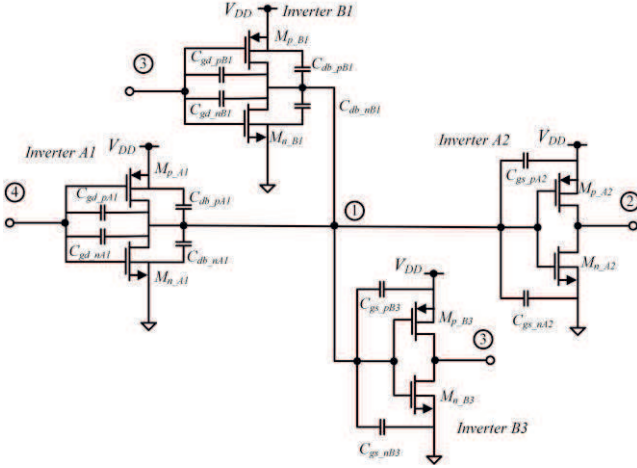 V_DD Inverter B1
M_p_B1
③
C_gd_pB1
C_db_pB1
C_gd_nB1
C_db_nB1
M_n_B1
Inverter A1
V_DD
M_p_A1
④
C_gd_pA1
C_db_pA1
C_gd_nA1
C_db_nA1
M_n_A1
①
Inverter A2
V_DD
C_gs_pA2
M_p_A2
②
M_n_A2
C_gs_nA2
V_DD
C_gs_pB3
M_p_B3
③
M_n_B3
C_gs_nB3
Inverter B3